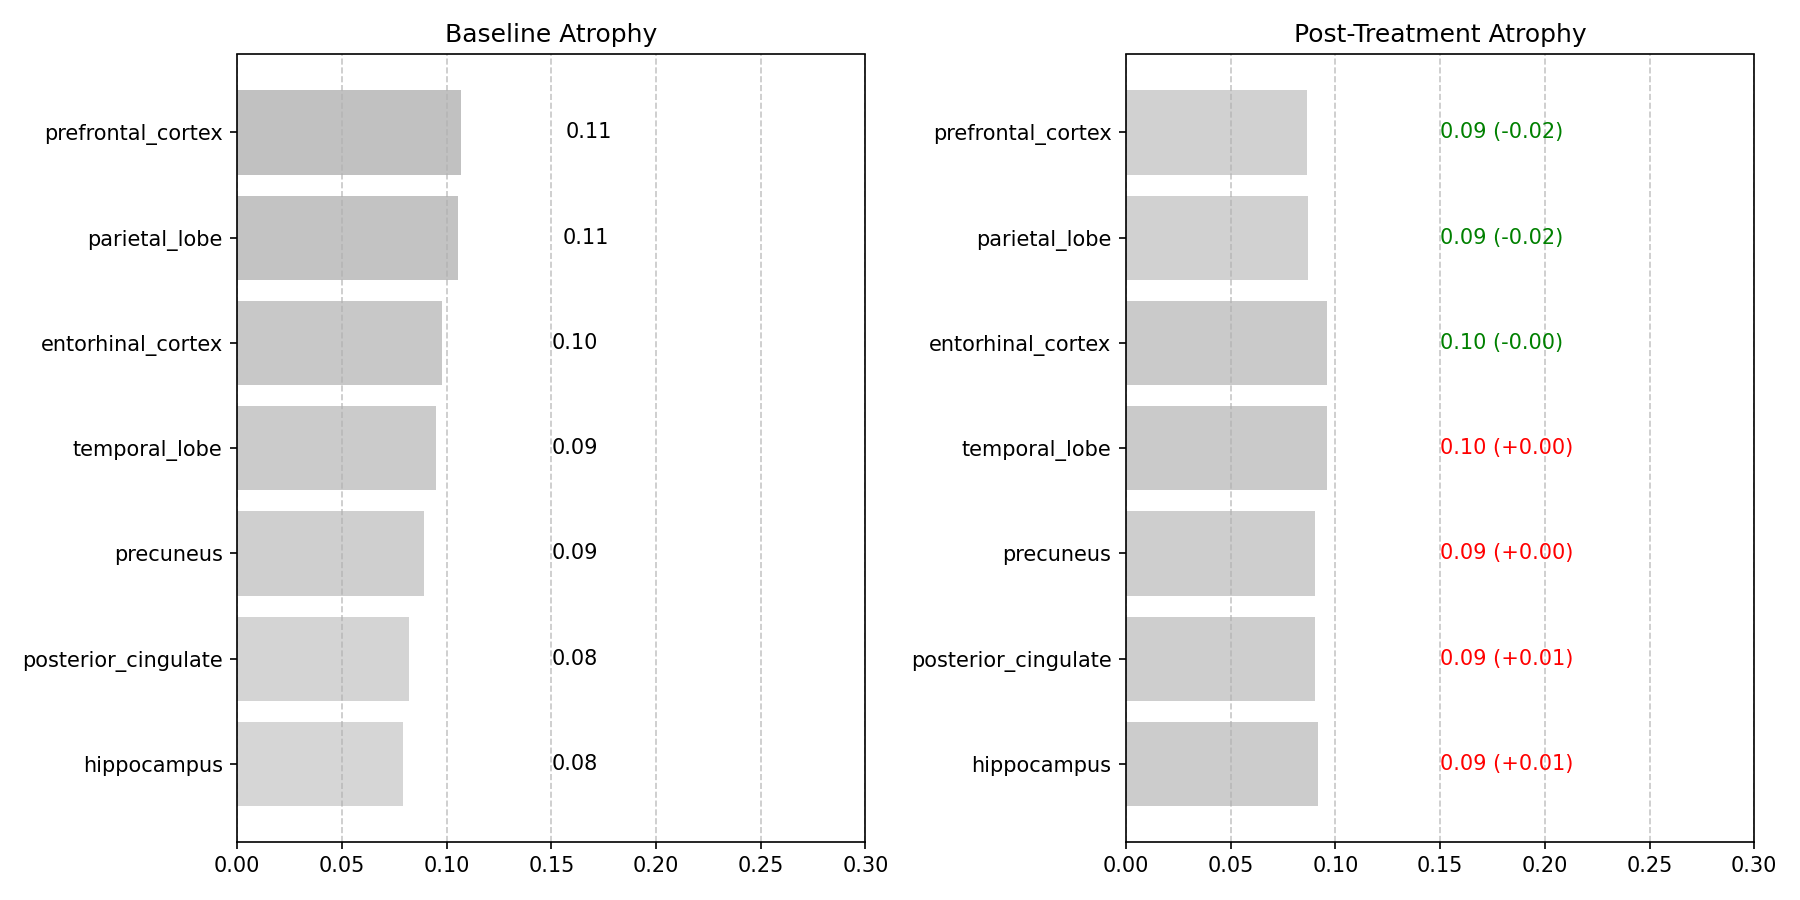 Baseline Atrophy
prefrontal_cortex 0.11
parietal_lobe 0.11
entorhinal_cortex 0.10
temporal_lobe 0.09
precuneus 0.09
posterior_cingulate 0.08
hippocampus 0.08
0.00 0.05 0.10 0.15 0.20 0.25 0.30
Post-Treatment Atrophy
prefrontal_cortex 0.09 (-0.02)
parietal_lobe 0.09 (-0.02)
entorhinal_cortex 0.10 (-0.00)
temporal_lobe 0.10 (+0.00)
precuneus 0.09 (+0.00)
posterior_cingulate 0.09 (+0.01)
hippocampus 0.09 (+0.01)
0.00 0.05 0.10 0.15 0.20 0.25 0.30